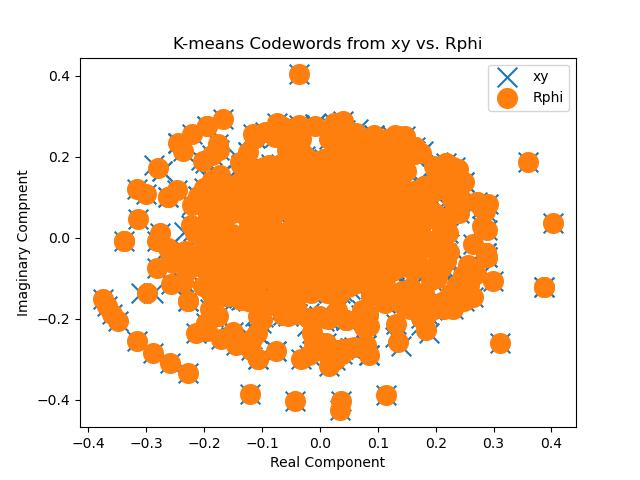 K-means Codewords from xy vs. Rphi
xy
Rphi
0.4
0.2
0.0
−0.2
−0.4
Imaginary Compnent
−0.4 −0.3 −0.2 −0.1 0.0 0.1 0.2 0.3 0.4
Real Component